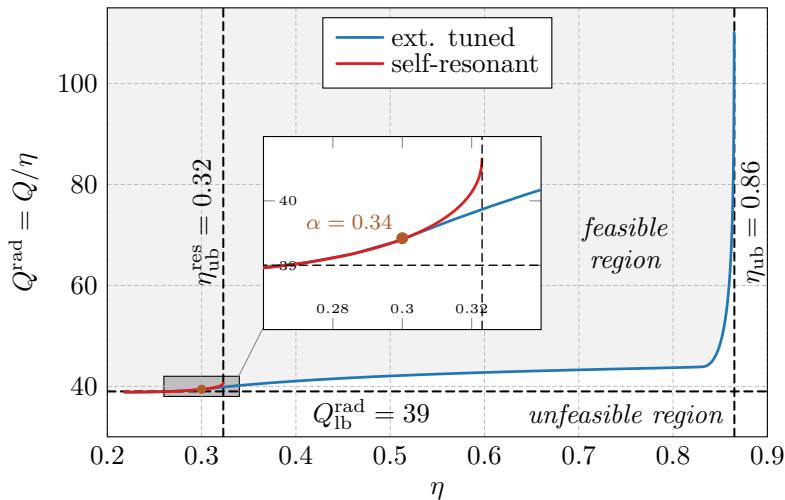 ext. tuned
self-resonant
100
80
60
40
0.2
0.3
0.4
0.5
0.6
0.7
0.8
0.9
η
Q^rad = Q/η
η_ub^res = 0.32
η_ub = 0.86
feasible
region
40
α = 0.34
39
0.28
0.3
0.32
Q_lb^rad = 39
unfeasible region